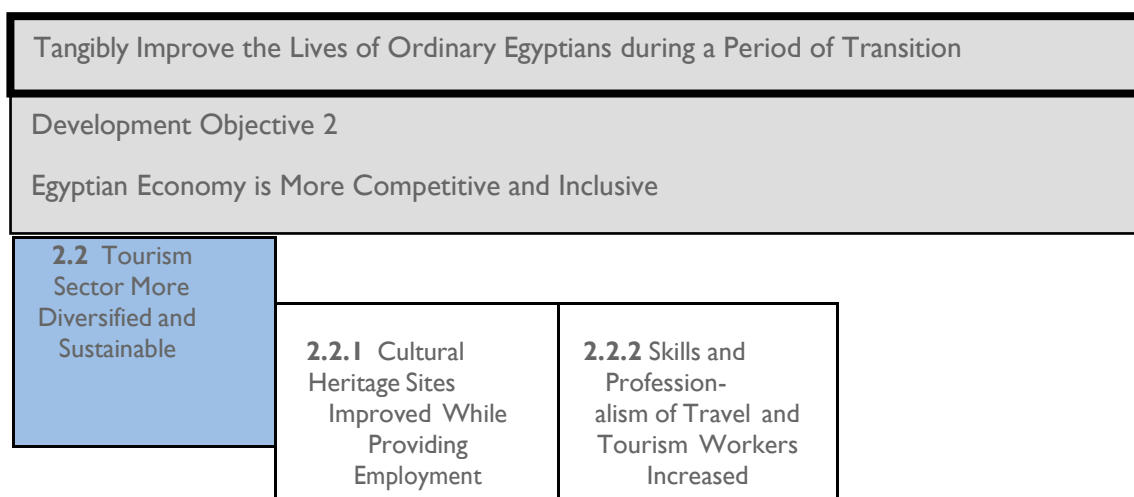 Tangibly Improve the Lives of Ordinary Egyptians during a Period of Transition
Development Objective 2
Egyptian Economy is More Competitive and Inclusive
2.2 Tourism
Sector More
Diversified and
Sustainable
2.2.1 Cultural
Heritage Sites
Improved While
Providing
Employment
2.2.2 Skills and
Profession-
alism of Travel and
Tourism Workers
Increased